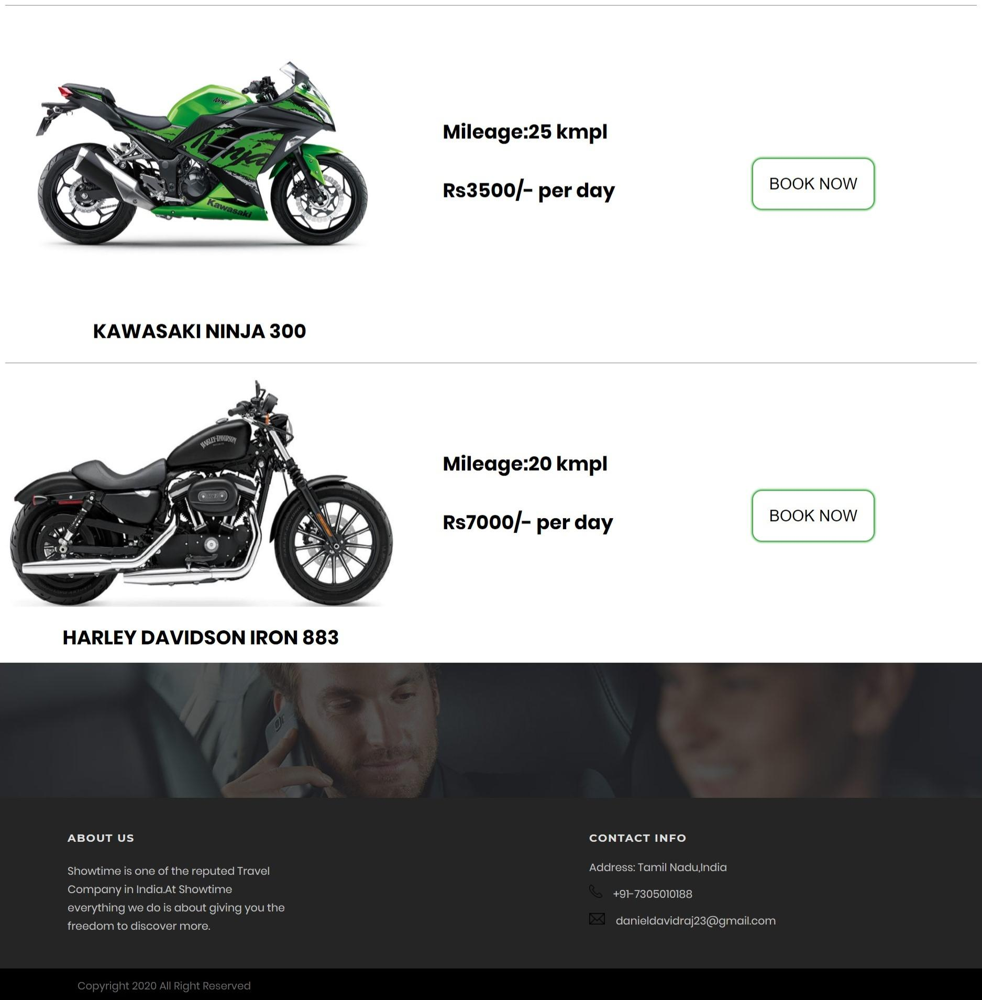 Ninja
Ninja
Kawasaki
Mileage:25 kmpl
Rs3500/- per day
BOOK NOW
KAWASAKI NINJA 300
HARLEY-DAVIDSON
Mileage:20 kmpl
Rs7000/- per day
BOOK NOW
HARLEY DAVIDSON IRON 883
ABOUT US
Showtime is one of the reputed Travel
Company in India.At Showtime
everything we do is about giving you the
freedom to discover more.
CONTACT INFO
Address: Tamil Nadu,India
+91-7305010188
danieldavidraj23@gmail.com
Copyright 2020 All Right Reserved